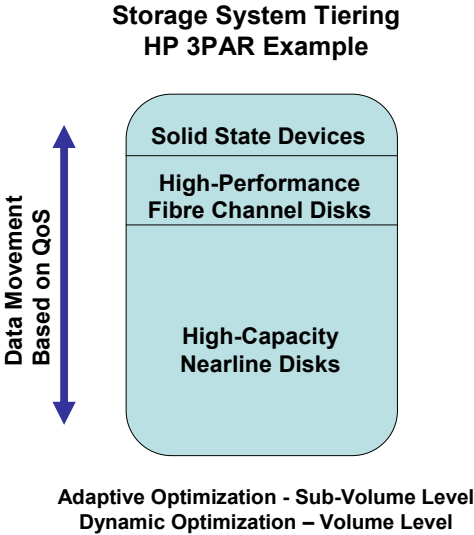 Storage System Tiering
HP 3PAR Example
Solid State Devices
High-Performance
Fibre Channel Disks
Data Movement
Based on QoS
High-Capacity
Nearline Disks
Adaptive Optimization - Sub-Volume Level
Dynamic Optimization – Volume Level